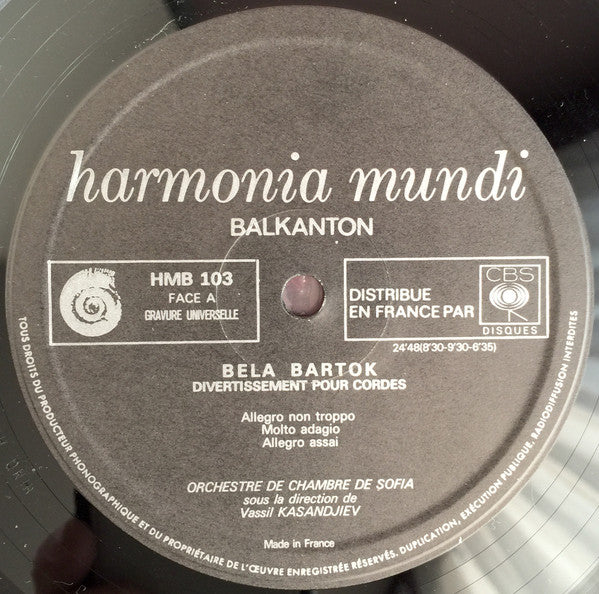 harmonia mundi
BALKANTON
HMB 103
FACE A
GRAVURE UNIVERSELLE
DISTRIBUE
EN FRANCE PAR
CBS
DISQUES
24'48(8'30-9'30-6'35)
BELA BARTOK
DIVERTISSEMENT POUR CORDES
Allegro non troppo
Molto adagio
Allegro assai
ORCHESTRE DE CHAMBRE DE SOFIA
sous la direction de
Vassil KASANDJIEV
Made in France
TOUS DROITS DU PRODUCTEUR PHONOGRAPHIQUE ET DU PROPRIÉTAIRE DE L'ŒUVRE ENREGISTRÉE RÉSERVÉS. DUPLICATION, EXÉCUTION PUBLIQUE, RADIODIFFUSION INTERDITES